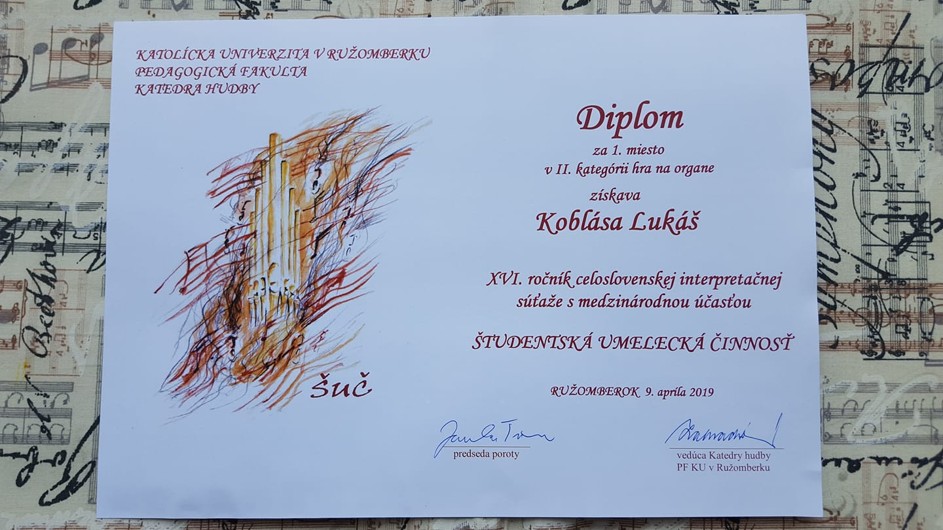 KATOLÍCKA UNIVERZITA V RUŽOMBERKU
PEDAGOGICKÁ FAKULTA
KATEDRA HUDBY
Diplom
za 1. miesto
v II. kategórii hra na organe
získava
Koblása Lukáš
XVI. ročník celoslovenskej interpretačnej
súťaže s medzinárodnou účasťou
ŠTUDENTSKÁ UMELECKÁ ČINNOSŤ
šuč
RUŽOMBEROK 9. apríla 2019
predseda poroty
vedúca Katedry hudby
PF KU v Ružomberku
Beethoven